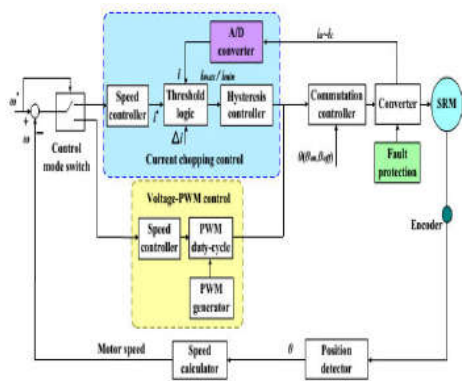 A/D
converter
ia~ic
i
imax/imin
ω*
+
−
ω
Control
mode switch
Speed
controller
i*
Threshold
logic
Hysteresis
controller
Δi
Current chopping control
Commutation
controller
θ(θon,θoff)
Converter
SRM
Fault
protection
Voltage-PWM control
Speed
controller
PWM
duty-cycle
PWM
generator
Encoder
Motor speed
Speed
calculator
θ
Position
detector